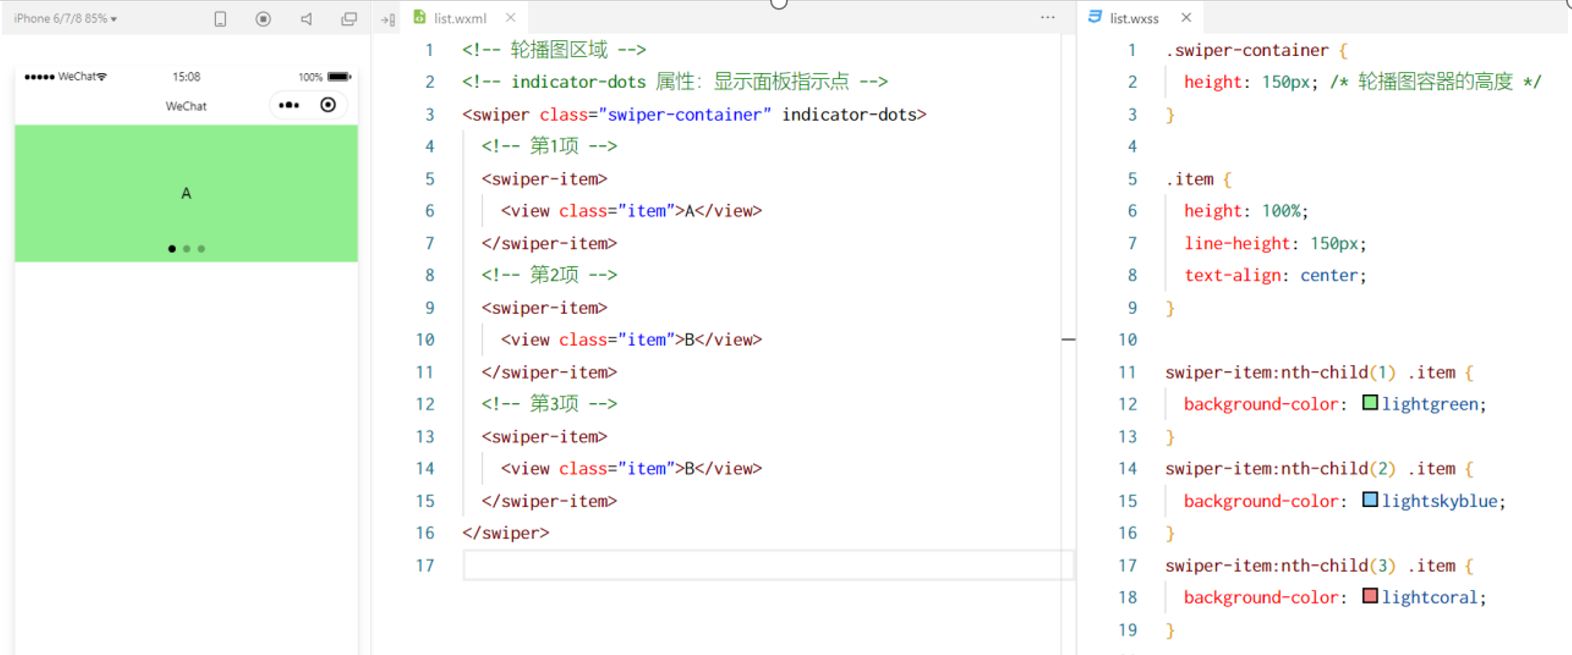 iPhone 6/7/8 85%
WeChat
15:08
100%
WeChat
A
list.wxml
1 <!-- 轮播图区域 -->
2 <!-- indicator-dots 属性：显示面板指示点 -->
3 <swiper class="swiper-container" indicator-dots>
4 <!-- 第1项 -->
5 <swiper-item>
6 <view class="item">A</view>
7 </swiper-item>
8 <!-- 第2项 -->
9 <swiper-item>
10 <view class="item">B</view>
11 </swiper-item>
12 <!-- 第3项 -->
13 <swiper-item>
14 <view class="item">B</view>
15 </swiper-item>
16 </swiper>
17
list.wxss
1 .swiper-container {
2 height: 150px; /* 轮播图容器的高度 */
3 }
4
5 .item {
6 height: 100%;
7 line-height: 150px;
8 text-align: center;
9 }
10
11 swiper-item:nth-child(1) .item {
12 background-color: lightgreen;
13 }
14 swiper-item:nth-child(2) .item {
15 background-color: lightskyblue;
16 }
17 swiper-item:nth-child(3) .item {
18 background-color: lightcoral;
19 }